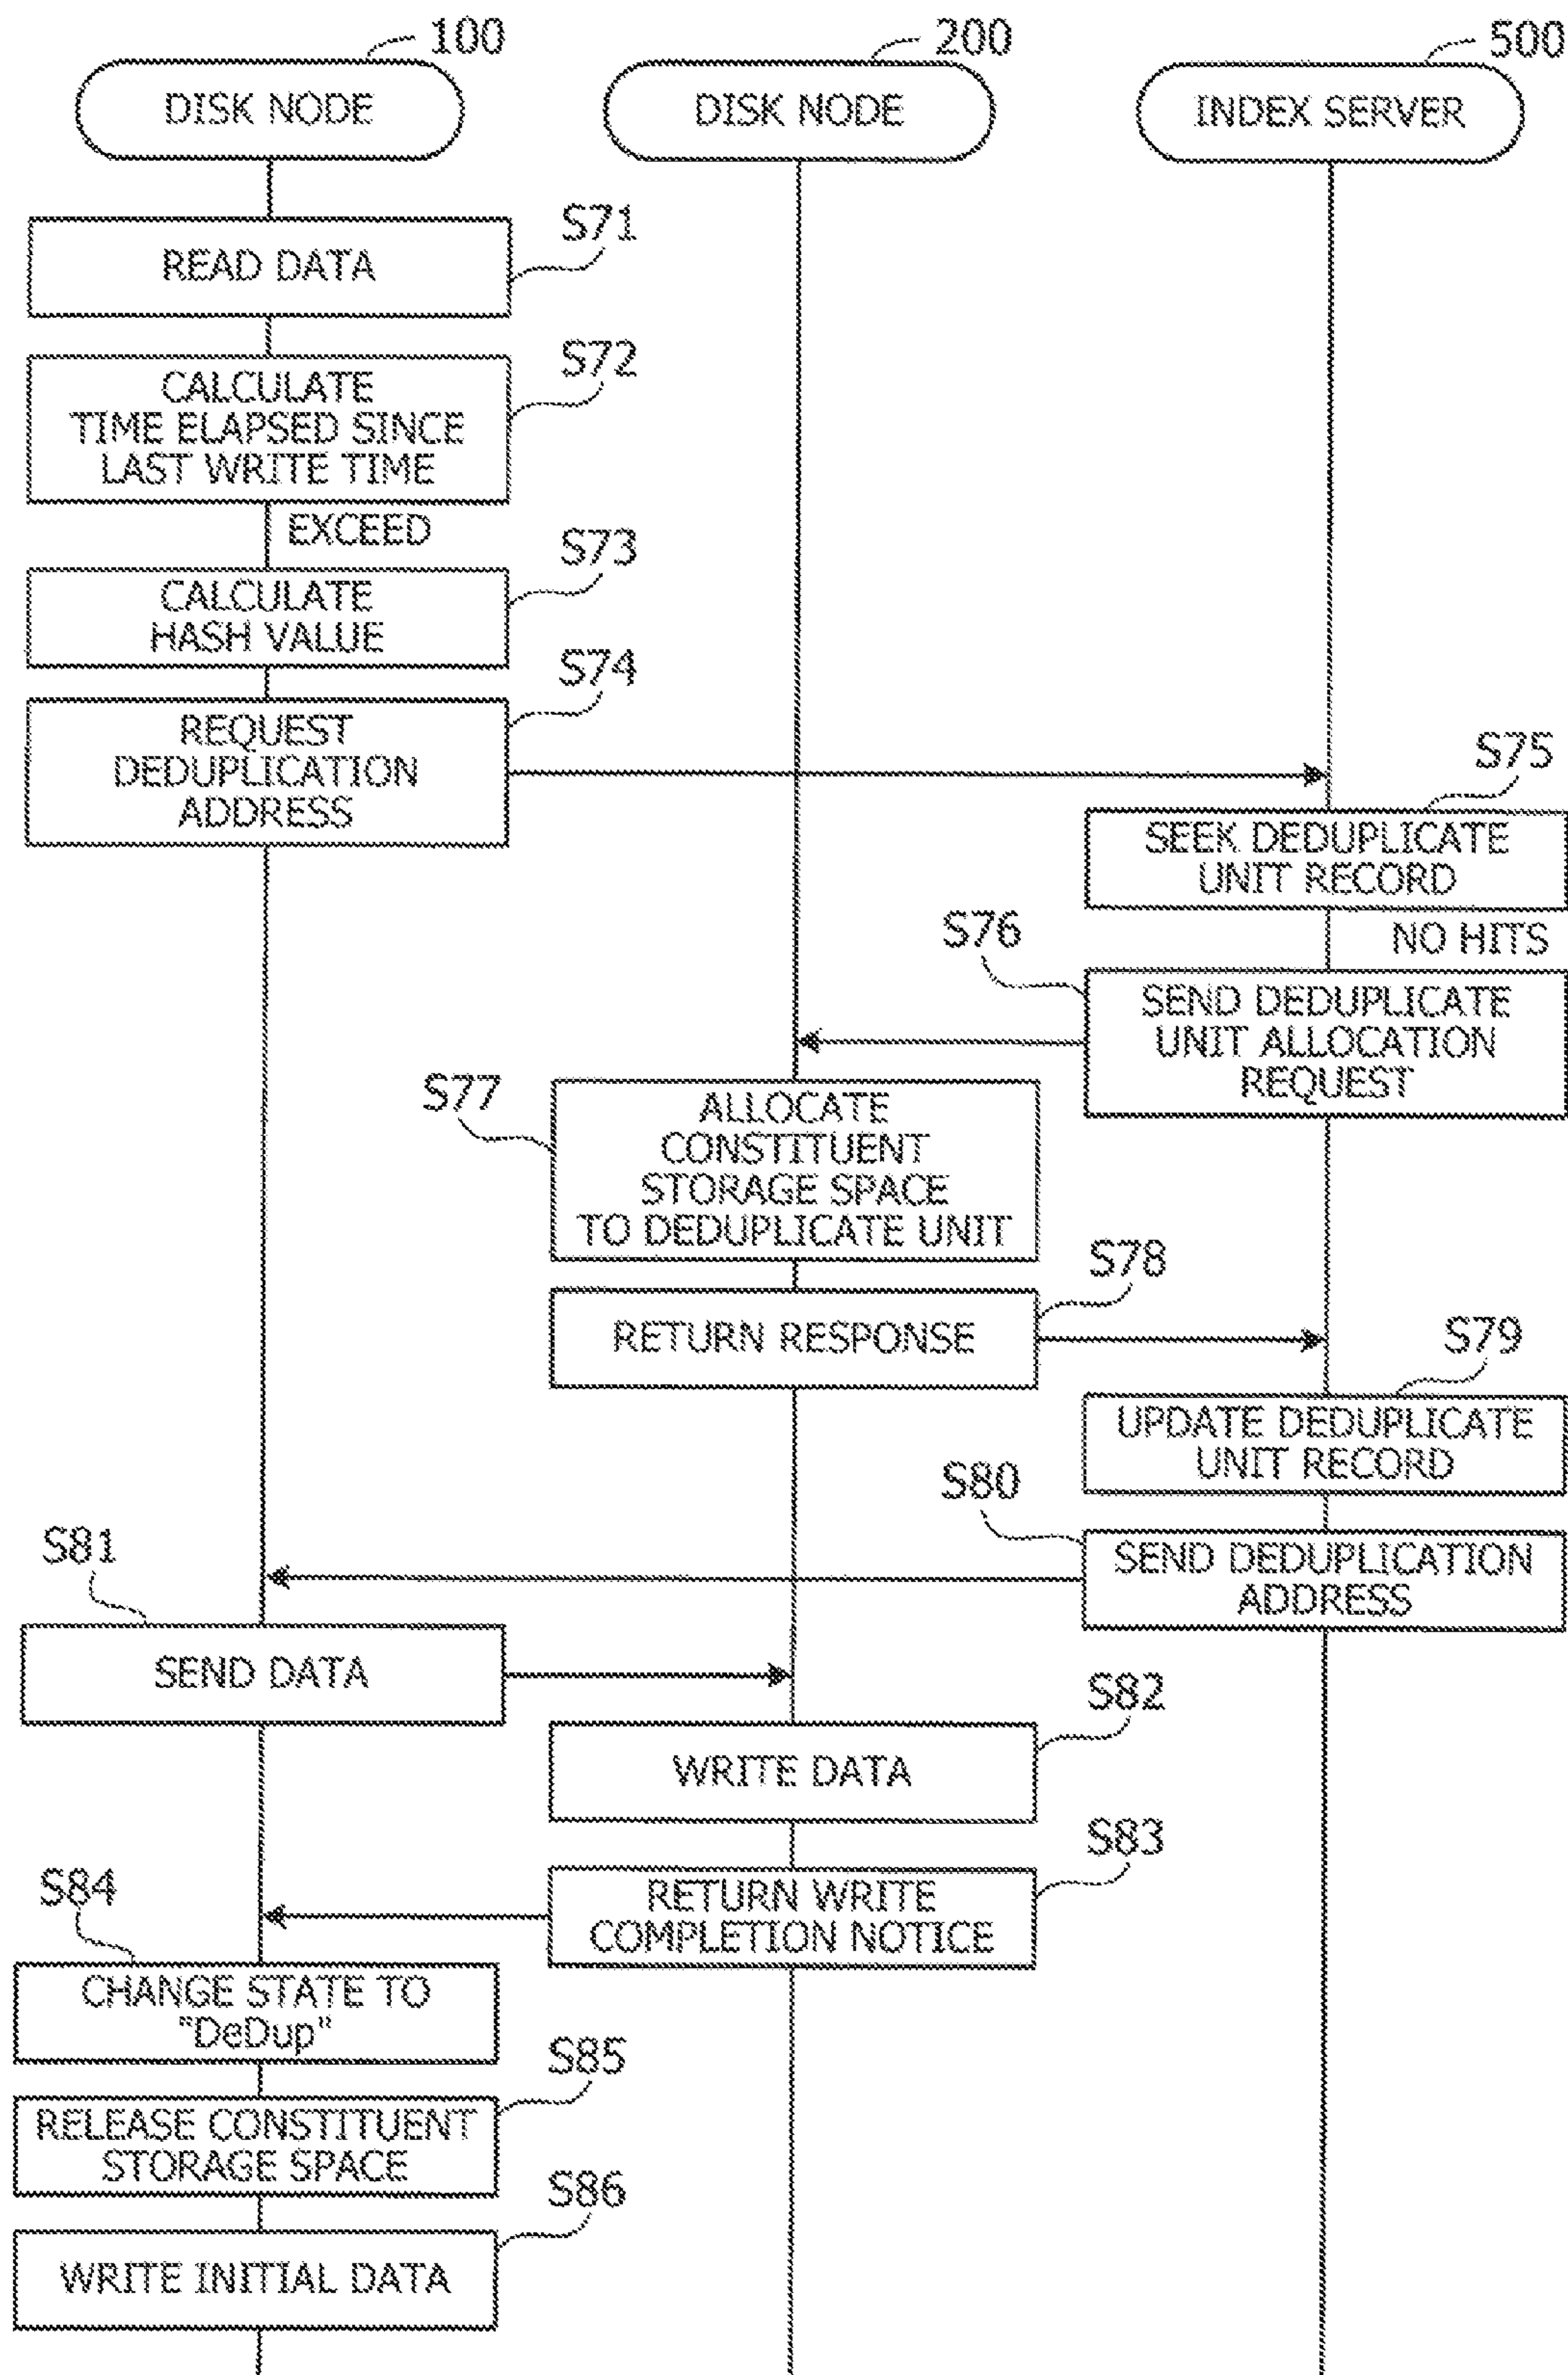 100
200
500
DISK NODE
DISK NODE
INDEX SERVER
S71
READ DATA
S72
CALCULATE
TIME ELAPSED SINCE
LAST WRITE TIME
EXCEED
S73
CALCULATE
HASH VALUE
S74
REQUEST
DEDUPLICATION
ADDRESS
S75
SEEK DEDUPLICATE
UNIT RECORD
NO HITS
S76
SEND DEDUPLICATE
UNIT ALLOCATION
REQUEST
S77
ALLOCATE
CONSTITUENT
STORAGE SPACE
TO DEDUPLICATE UNIT
S78
RETURN RESPONSE
S79
UPDATE DEDUPLICATE
UNIT RECORD
S80
SEND DEDUPLICATION
ADDRESS
S81
SEND DATA
S82
WRITE DATA
S83
RETURN WRITE
COMPLETION NOTICE
S84
CHANGE STATE TO
"DeDup"
S85
RELEASE CONSTITUENT
STORAGE SPACE
S86
WRITE INITIAL DATA